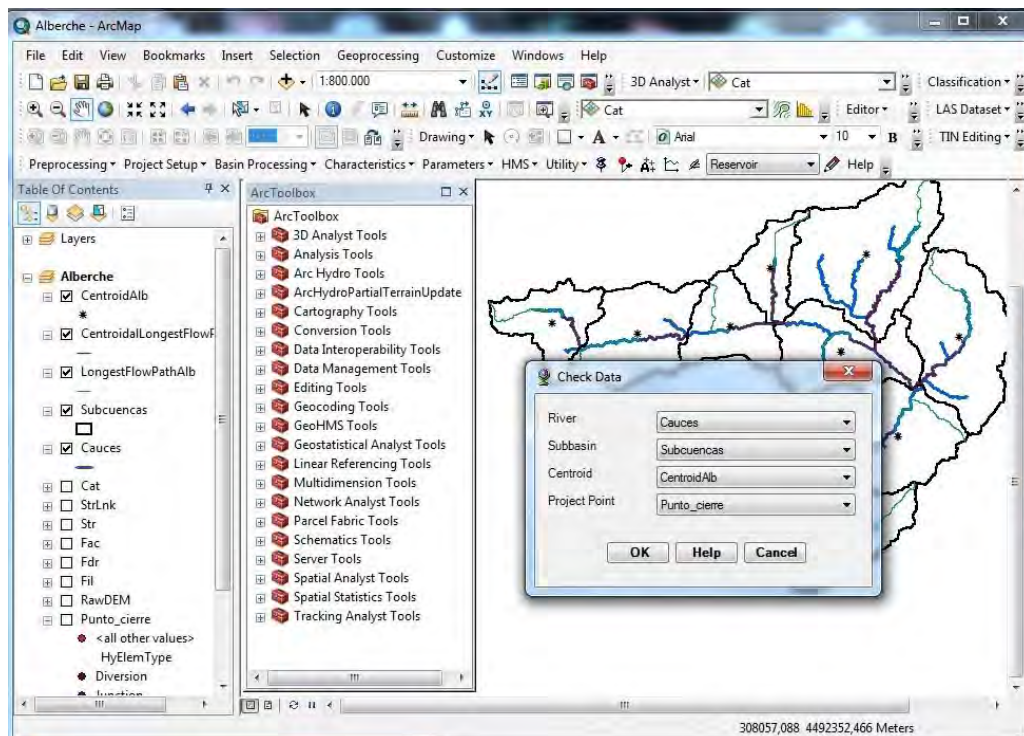 Alberche - ArcMap
File Edit View Bookmarks Insert Selection Geoprocessing Customize Windows Help
1:800.000 3D Analyst Cat Classification
Cat Editor LAS Dataset
Drawing A Arial 10 B TIN Editing
Preprocessing Project Setup Basin Processing Characteristics Parameters HMS Utility Reservoir Help
Table Of Contents
Layers
Alberche
CentroidAlb
CentroidalLongestFlowP
LongestFlowPathAlb
Subcuencas
Cauces
Cat
StrLnk
Str
Fac
Fdr
Fil
RawDEM
Punto_cierre
<all other values>
HyElemType
Diversion
Junction
ArcToolbox
ArcToolbox
3D Analyst Tools
Analysis Tools
Arc Hydro Tools
ArcHydroPartialTerrainUpdate
Cartography Tools
Conversion Tools
Data Interoperability Tools
Data Management Tools
Editing Tools
Geocoding Tools
GeoHMS Tools
Geostatistical Analyst Tools
Linear Referencing Tools
Multidimension Tools
Network Analyst Tools
Parcel Fabric Tools
Schematics Tools
Server Tools
Spatial Analyst Tools
Spatial Statistics Tools
Tracking Analyst Tools
Check Data
River Cauces
Subbasin Subcuencas
Centroid CentroidAlb
Project Point Punto_cierre
OK Help Cancel
308057,088 4492352,466 Meters